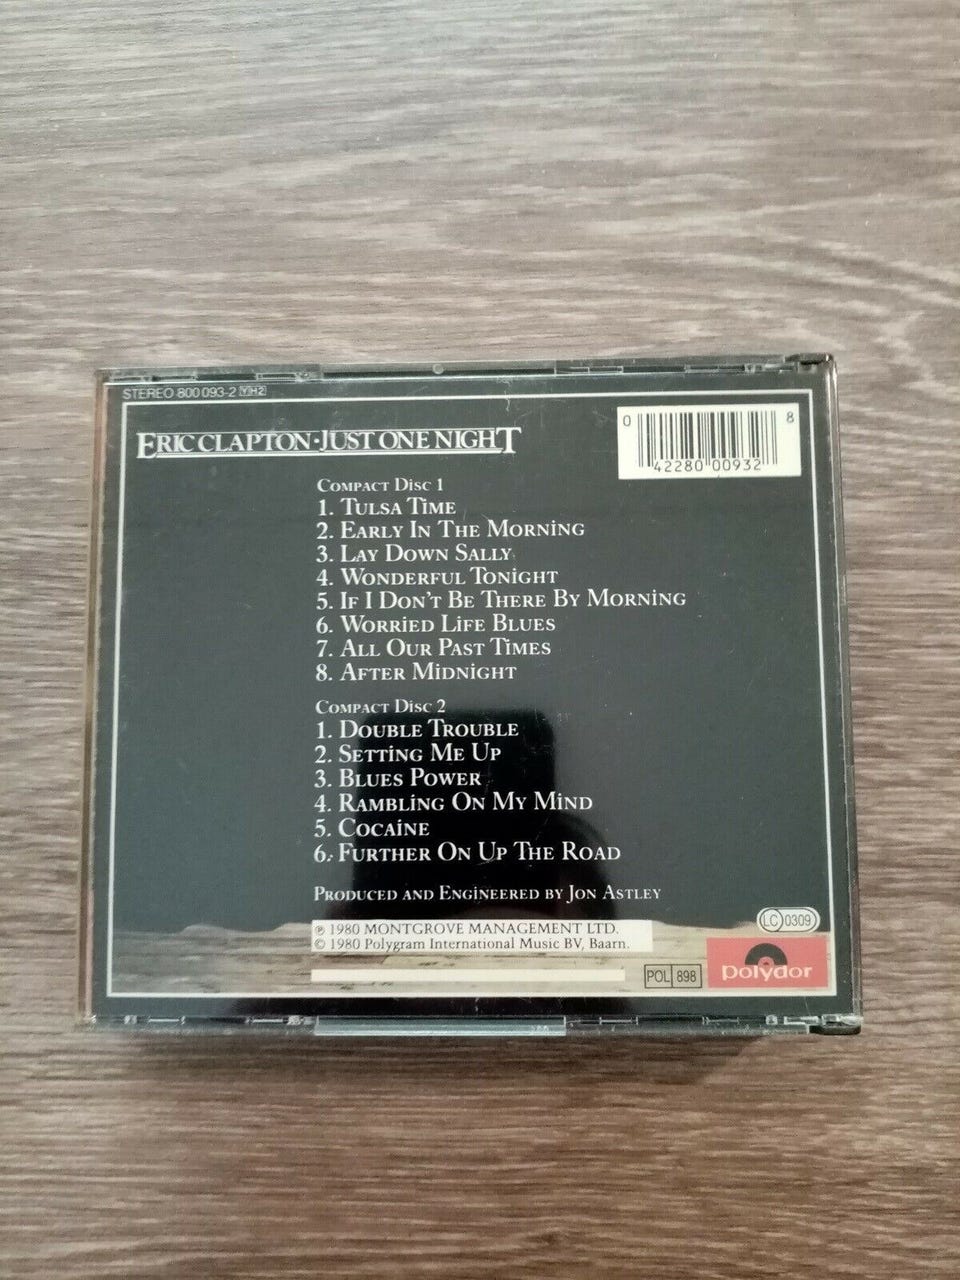 STEREO 800 093-2 YH2
ERIC CLAPTON·JUST ONE NIGHT
0 42280 00932 8
COMPACT DISC 1
1. TULSA TIME
2. EARLY IN THE MORNING
3. LAY DOWN SALLY
4. WONDERFUL TONIGHT
5. IF I DON'T BE THERE BY MORNING
6. WORRIED LIFE BLUES
7. ALL OUR PAST TIMES
8. AFTER MIDNIGHT
COMPACT DISC 2
1. DOUBLE TROUBLE
2. SETTING ME UP
3. BLUES POWER
4. RAMBLING ON MY MIND
5. COCAINE
6. FURTHER ON UP THE ROAD
PRODUCED AND ENGINEERED BY JON ASTLEY
LC 0309
℗ 1980 MONTGROVE MANAGEMENT LTD.
© 1980 Polygram International Music BV, Baarn.
POL 898
polydor